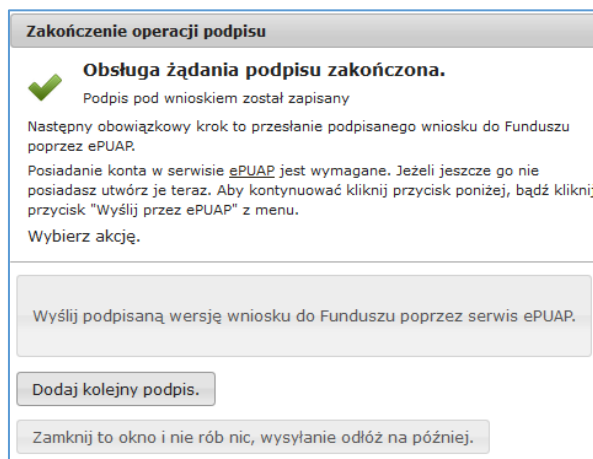 Zakończenie operacji podpisu
Obsługa żądania podpisu zakończona.
Podpis pod wnioskiem został zapisany
Następny obowiązkowy krok to przesłanie podpisanego wniosku do Funduszu
poprzez ePUAP.
Posiadanie konta w serwisie ePUAP jest wymagane. Jeżeli jeszcze go nie
posiadasz utwórz je teraz. Aby kontynuować kliknij przycisk poniżej, bądź kliknij
przycisk "Wyślij przez ePUAP" z menu.
Wybierz akcję.
Wyślij podpisaną wersję wniosku do Funduszu poprzez serwis ePUAP.
Dodaj kolejny podpis.
Zamknij to okno i nie rób nic, wysyłanie odłóż na później.